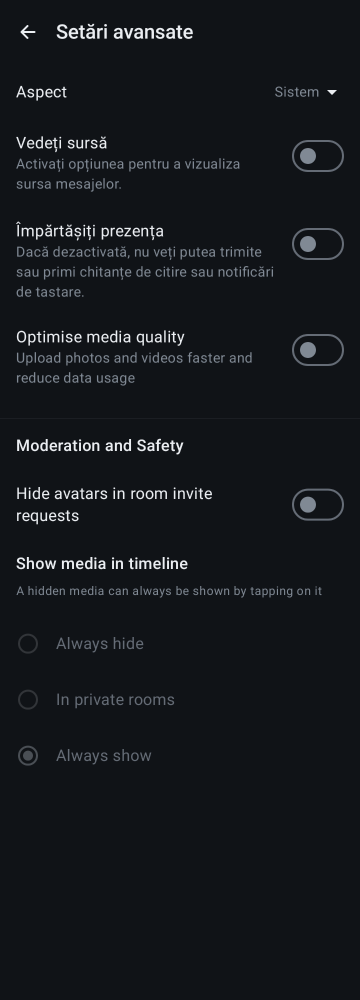 Setări avansate
Aspect
Sistem
Vedeți sursă
Activați opțiunea pentru a vizualiza
sursa mesajelor.
Împărtășiți prezența
Dacă dezactivată, nu veți putea trimite
sau primi chitanțe de citire sau notificări
de tastare.
Optimise media quality
Upload photos and videos faster and
reduce data usage
Moderation and Safety
Hide avatars in room invite
requests
Show media in timeline
A hidden media can always be shown by tapping on it
Always hide
In private rooms
Always show